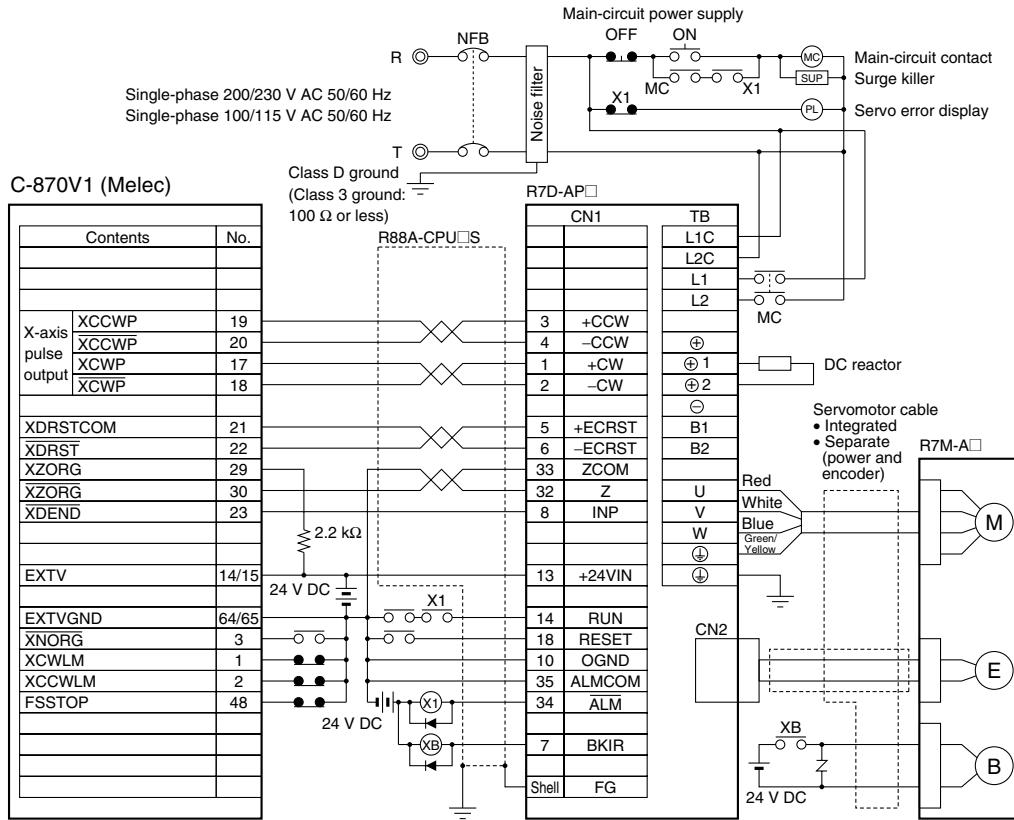 Main-circuit power supply
OFF ON
R NFB
MC Main-circuit contact
MC X1 SUP Surge killer
Single-phase 200/230 V AC 50/60 Hz
Single-phase 100/115 V AC 50/60 Hz
Noise filter
X1 PL Servo error display
T
Class D ground
(Class 3 ground:
100 Ω or less)
C-870V1 (Melec)
R7D-AP□
R88A-CPU□S
Contents No.
CN1 TB
L1C
L2C
L1
L2
MC
X-axis
pulse
output
XCCWP 19 3 +CCW
X̅C̅C̅W̅P̅ 20 4 –CCW ⊕
XCWP 17 1 +CW ⊕ 1 DC reactor
X̅C̅W̅P̅ 18 2 –CW ⊕ 2
⊖
XDRSTCOM 21 5 +ECRST B1
X̅D̅R̅S̅T̅ 22 6 –ECRST B2
XZORG 29 33 ZCOM
X̅Z̅O̅R̅G̅ 30 32 Z U
X̅D̅E̅N̅D̅ 23 8 INP V
W
2.2 kΩ
Servomotor cable
• Integrated
• Separate
(power and
encoder)
R7M-A□
Red
White
Blue
Green/
Yellow
M
EXTV 14/15 13 +24VIN
24 V DC
X1
EXTVGND 64/65 14 RUN
X̅N̅O̅R̅G̅ 3 18 RESET
XCWLM 1 10 OGND
XCCWLM 2 35 ALMCOM
FSSTOP 48 X1 34 A̅L̅M̅
24 V DC
XB 7 BKIR
Shell FG
CN2
E
XB
B
24 V DC